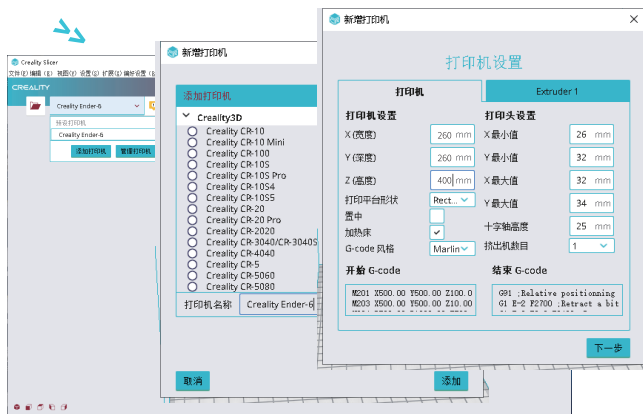 Creality Slicer
文件(F) 编辑 (E) 视图(V) 设置(S) 扩展(X) 偏好设置 (
CREALITY
Creality Ender-6
预设打印机
Creality Ender-6
添加打印机
管理打印机
新增打印机
添加打印机
Creality3D
Creality CR-10
Creality CR-10 Mini
Creality CR-100
Creality CR-10S
Creality CR-10S Pro
Creality CR-10S4
Creality CR-10S5
Creality CR-20
Creality CR-20 Pro
Creality CR-2020
Creality CR-3040/CR-3040S
Creality CR-4040
Creality CR-5
Creality CR-5060
Creality CR-5080
打印机名称 Creality Ender-6
取消
添加
新增打印机
打印机设置
打印机 Extruder 1
打印机设置
X (宽度) 260 mm
Y (深度) 260 mm
Z (高度) 400 mm
打印平台形状 Rect...
置中
加热床
G-code 风格 Marlin
打印头设置
X 最小值 26 mm
Y 最小值 32 mm
X 最大值 32 mm
Y 最大值 34 mm
十字轴高度 25 mm
挤出机数目 1
开始 G-code
M201 X500.00 Y500.00 Z100.0
M203 X500.00 Y500.00 Z10.00
结束 G-code
G91 ;Relative positionning
G1 E-2 F2700 ;Retract a bit
下一步